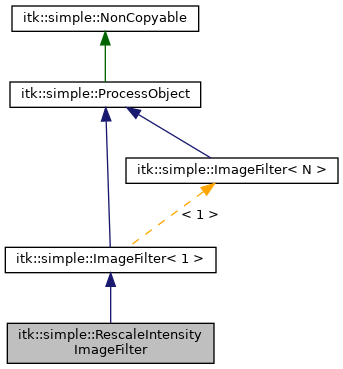 itk::simple::NonCopyable
itk::simple::ProcessObject
itk::simple::ImageFilter< N >
< 1 >
itk::simple::ImageFilter< 1 >
itk::simple::RescaleIntensity
ImageFilter